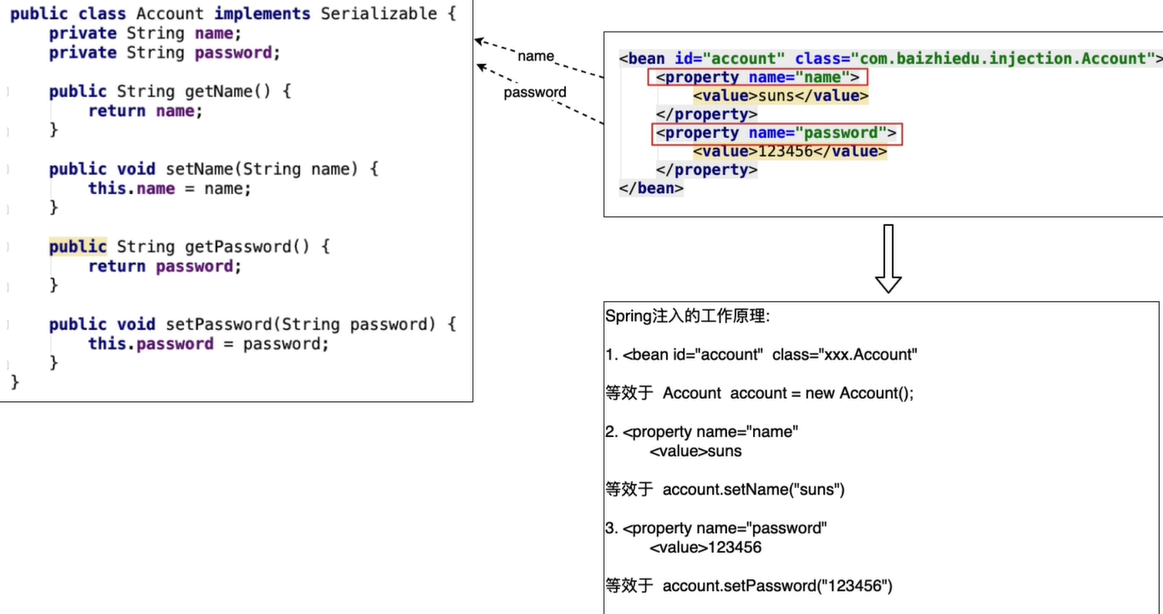 public class Account implements Serializable {
private String name;
private String password;
public String getName() {
return name;
}
public void setName(String name) {
this.name = name;
}
public String getPassword() {
return password;
}
public void setPassword(String password) {
this.password = password;
}
}
name
password
<bean id="account" class="com.baizhiedu.injection.Account">
<property name="name">
<value>suns</value>
</property>
<property name="password">
<value>123456</value>
</property>
</bean>
Spring注入的工作原理:
1. <bean id="account" class="xxx.Account"
等效于 Account account = new Account();
2. <property name="name"
<value>suns
等效于 account.setName("suns")
3. <property name="password"
<value>123456
等效于 account.setPassword("123456")